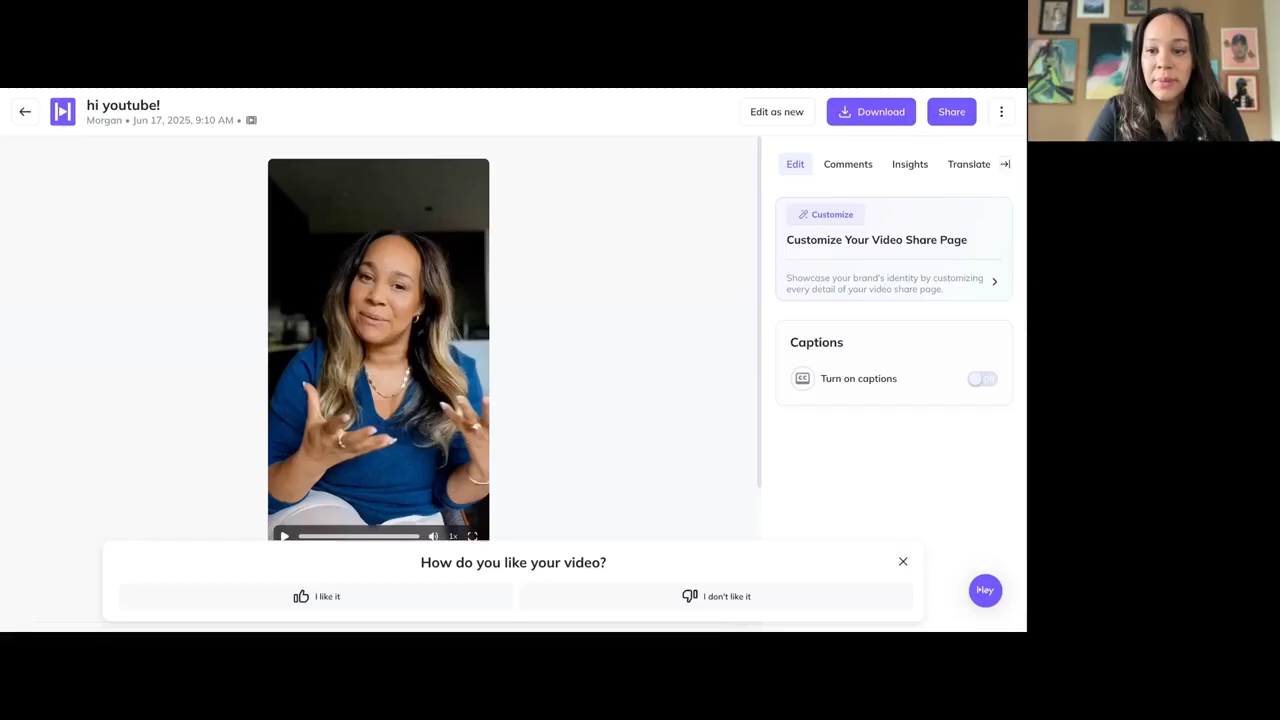 hi youtube!
Morgan • Jun 17, 2025, 9:10 AM •
Edit as new
Download
Share
Edit
Comments
Insights
Translate
Customize
Customize Your Video Share Page
Showcase your brand's identity by customizing
every detail of your video share page.
Captions
CC
Turn on captions
Off
1x
How do you like your video?
I like it
I don't like it
Hey